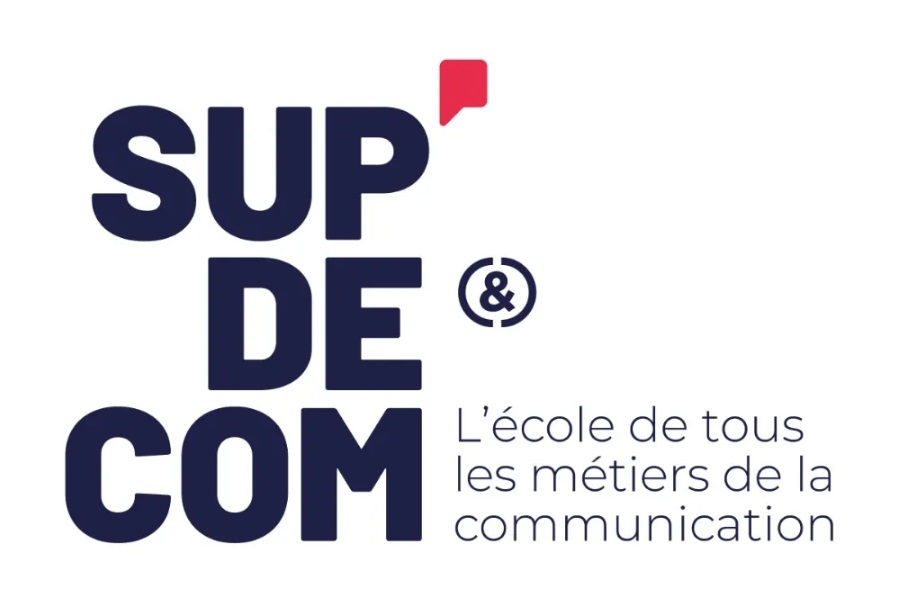 SUP'
DE
COM
&
L'école de tous
les métiers de la
communication